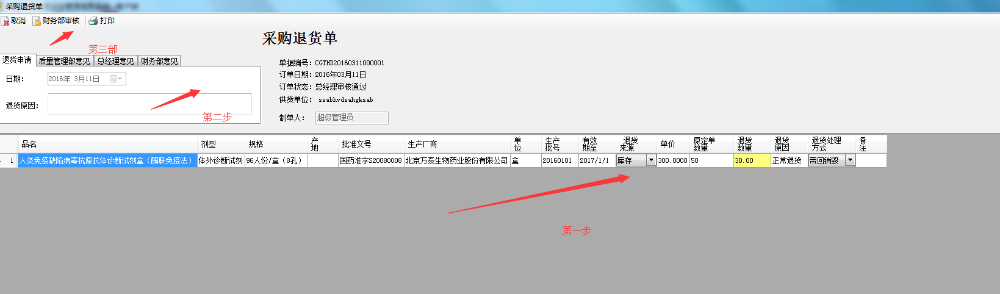 采购退货单
取消 财务部审核 打印
采购退货单
第三部
退货申请 质量管理部意见 总经理意见 财务部意见
日期： 2016年 3月11日
退货原因：
第二步
单据编号：CGTHD20160311000001
订单日期：2016年03月11日
订单状态：总经理审核通过
供货单位： ssabhvdsahgksab
制单人： 超级管理员
品名 剂型 规格 产地 批准文号 生产厂商 单位 生产批号 有效期至 退货来源 单价 原定单数量 退货数量 退货原因 退货处理方式 备注
1 人类免疫缺陷病毒抗原抗体诊断试剂盒（酶联免疫法） 体外诊断试剂 96人份/盒（8孔） 国药准字S20080008 北京万泰生物药业股份有限公司 盒 20160101 2017/1/1 库存 300.0000 50 30.00 正常退货 带回销毁
第一步